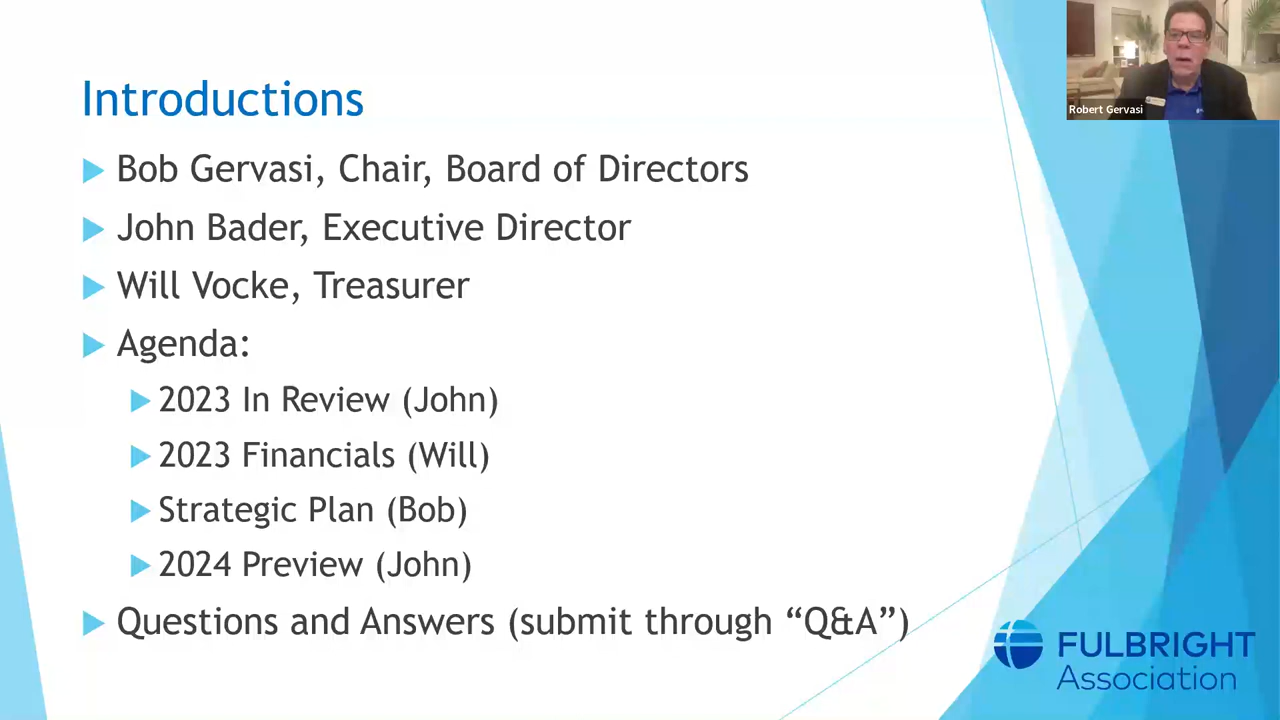 Introductions
Bob Gervasi, Chair, Board of Directors
John Bader, Executive Director
Will Vocke, Treasurer
Agenda:
2023 In Review (John)
2023 Financials (Will)
Strategic Plan (Bob)
2024 Preview (John)
Questions and Answers (submit through “Q&A”)
Robert Gervasi
FULBRIGHT
Association